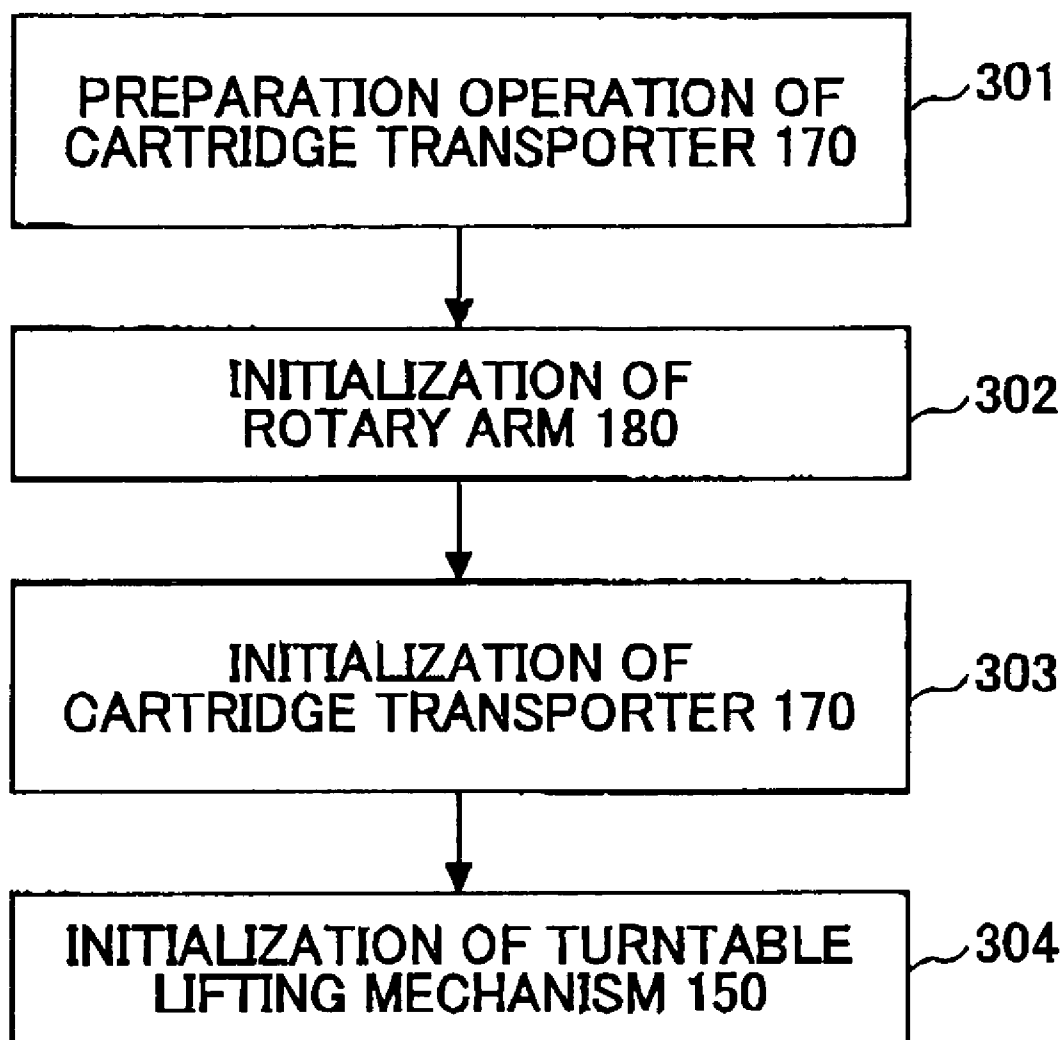 PREPARATION OPERATION OF
CARTRIDGE TRANSPORTER 170
301
INITIALIZATION OF
ROTARY ARM 180
302
INITIALIZATION OF
CARTRIDGE TRANSPORTER 170
303
INITIALIZATION OF TURNTABLE
LIFTING MECHANISM 150
304